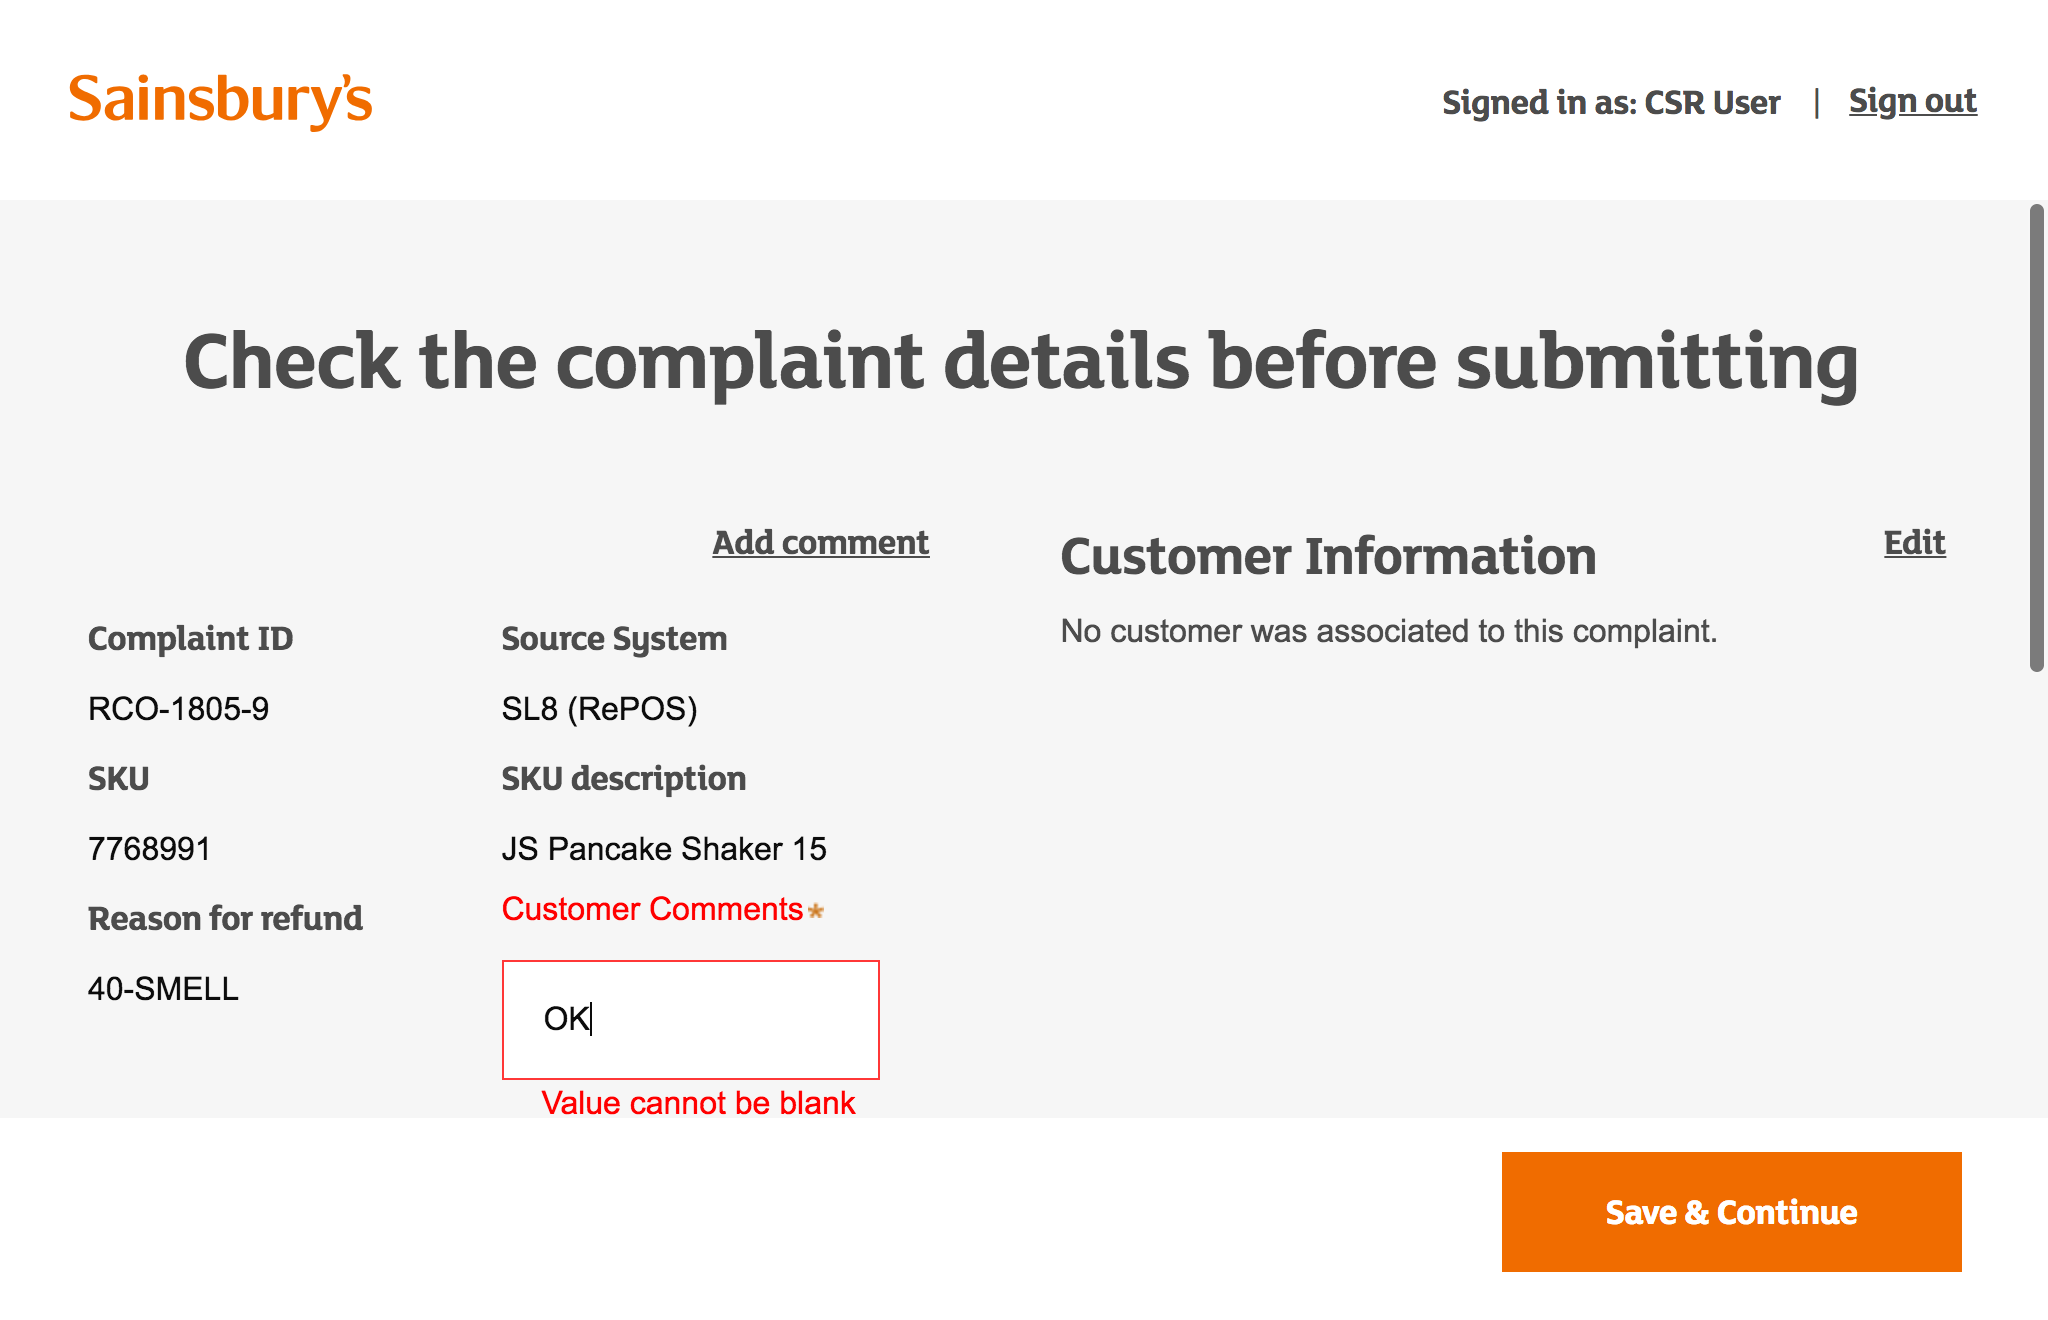 Sainsbury's
Signed in as: CSR User | Sign out
Check the complaint details before submitting
Add comment
Customer Information
Edit
No customer was associated to this complaint.
Complaint ID
Source System
RCO-1805-9
SL8 (RePOS)
SKU
SKU description
7768991
JS Pancake Shaker 15
Reason for refund
Customer Comments*
40-SMELL
OK
Value cannot be blank
Save & Continue